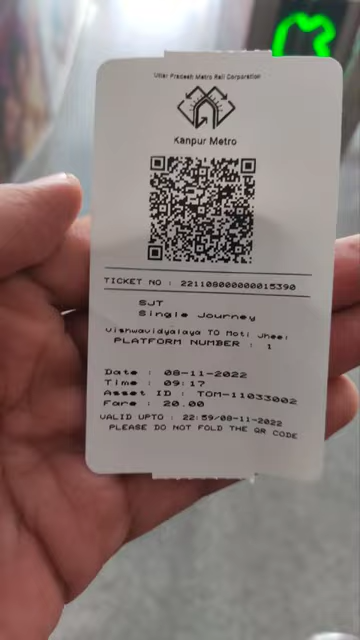 Uttar Pradesh Metro Rail Corporation
Kanpur Metro
TICKET NO : 221108000000015390
SJT
Single Journey
Vishwavidyalaya TO Moti Jheel
PLATFORM NUMBER : 1
Date : 08-11-2022
Time : 09:17
Asset ID : TOM-11033002
Fare : 20.00
VALID UPTO : 22:59/08-11-2022
PLEASE DO NOT FOLD THE QR CODE